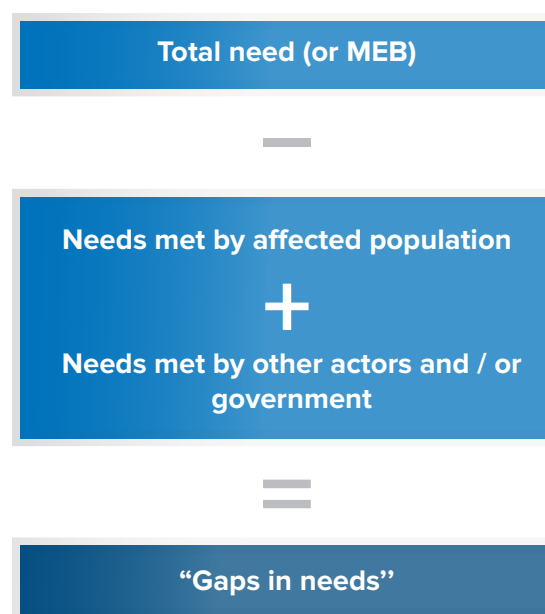 Total need (or MEB)
–
Needs met by affected population
+
Needs met by other actors and / or
government
=
“Gaps in needs’’